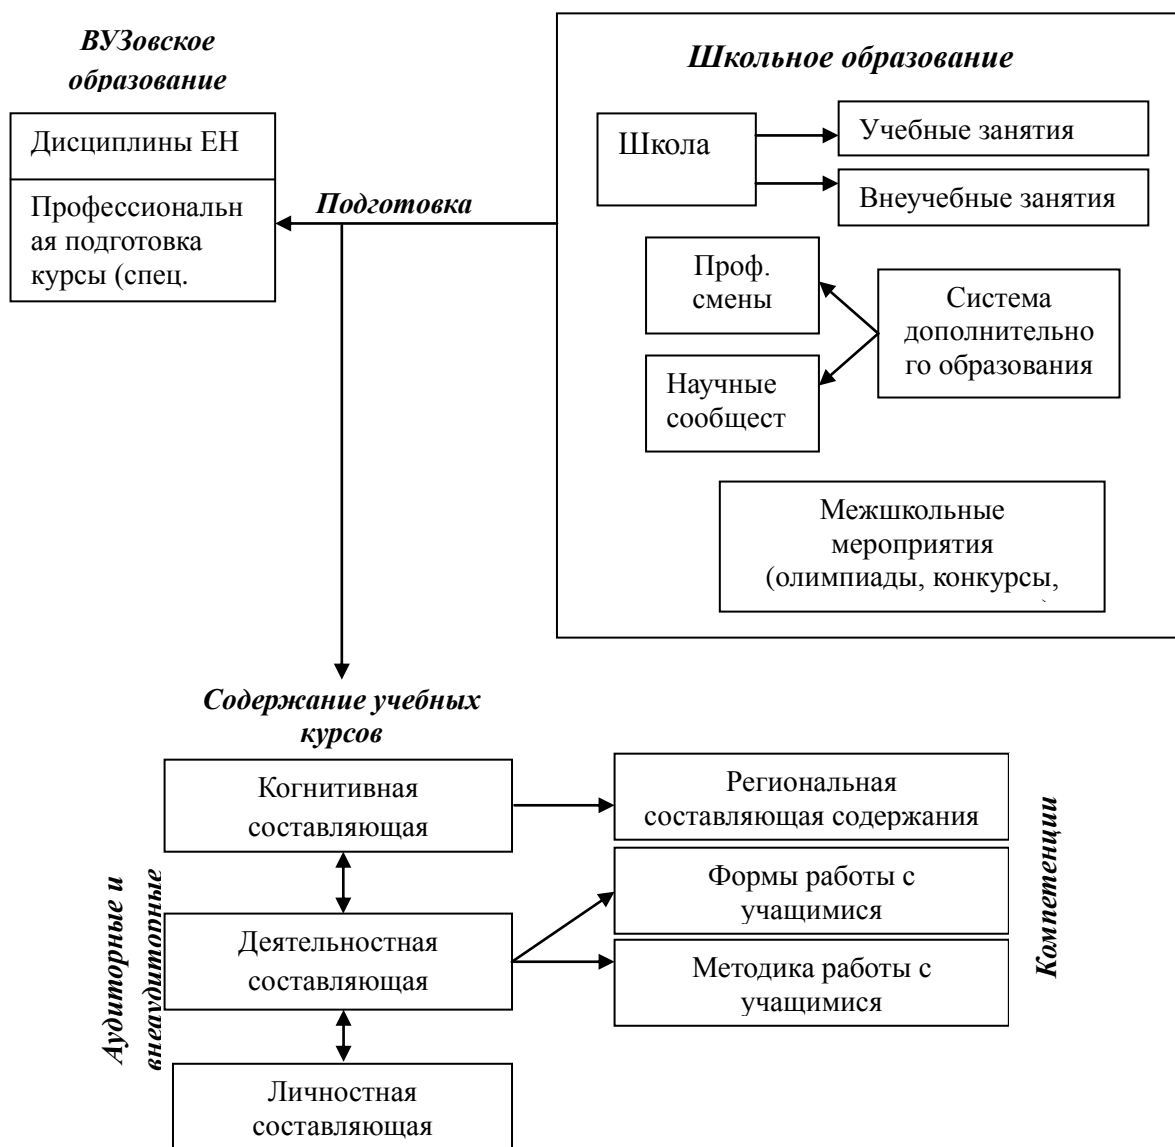 ВУЗовское
образование
Дисциплины ЕН
Профессиональн
ая подготовка
курсы (спец.
Подготовка
Школьное образование
Школа
Учебные занятия
Внеучебные занятия
Проф.
смены
Научные
сообщест
Система
дополнительно
го образования
Межшкольные
мероприятия
(олимпиады, конкурсы,
Содержание учебных
курсов
Когнитивная
составляющая
Региональная
составляющая содержания
Аудиторные и
внеаудиторные
Деятельностная
составляющая
Формы работы с
учащимися
Методика работы с
учащимися
Компетенции
Личностная
составляющая